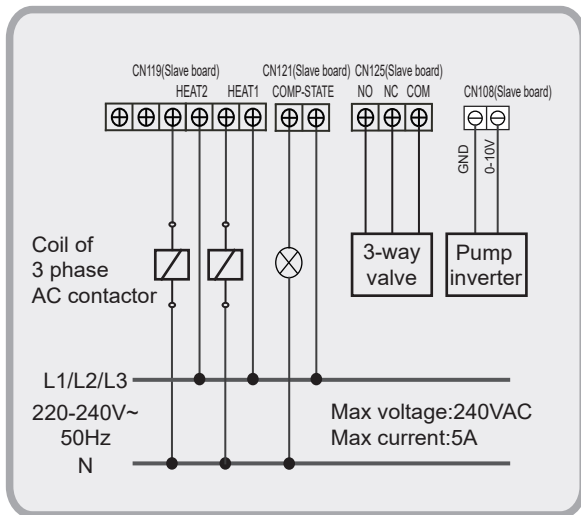 CN119(Slave board) CN121(Slave board) CN125(Slave board)
HEAT2 HEAT1 COMP-STATE NO NC COM CN108(Slave board)
GND
0-10V
Coil of
3 phase
AC contactor
3-way
valve
Pump
inverter
L1/L2/L3
220-240V~
50Hz
N
Max voltage:240VAC
Max current:5A